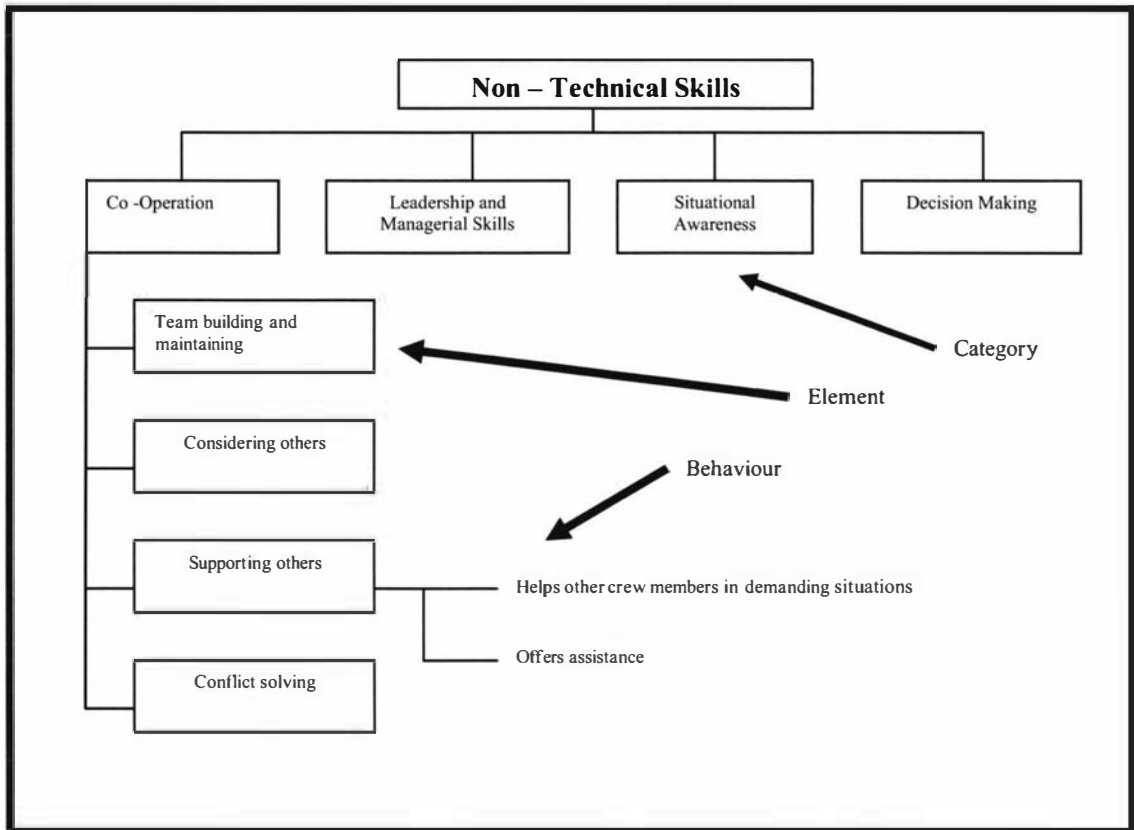 Non – Technical Skills
Co -Operation
Leadership and
Managerial Skills
Situational
Awareness
Decision Making
Team building and
maintaining
Category
Element
Considering others
Behaviour
Supporting others
Helps other crew members in demanding situations
Offers assistance
Conflict solving